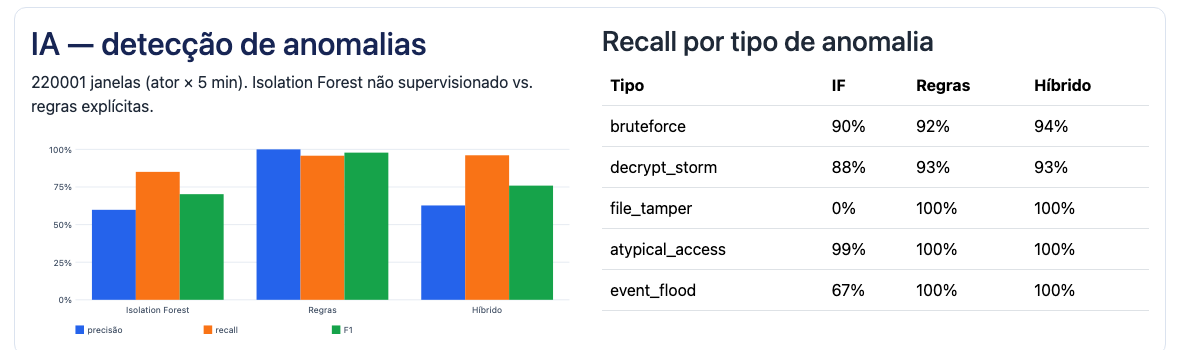 IA — detecção de anomalias
220001 janelas (ator × 5 min). Isolation Forest não supervisionado vs.
regras explícitas.
100%
75%
50%
25%
0%
Isolation Forest
Regras
Híbrido
precisão
recall
F1
Recall por tipo de anomalia
Tipo IF Regras Híbrido
bruteforce 90% 92% 94%
decrypt_storm 88% 93% 93%
file_tamper 0% 100% 100%
atypical_access 99% 100% 100%
event_flood 67% 100% 100%